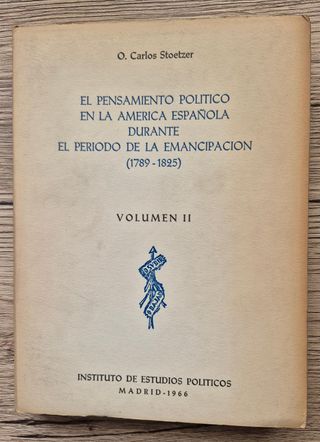 O. Carlos Stoetzer
EL PENSAMIENTO POLITICO
EN LA AMERICA ESPAÑOLA
DURANTE
EL PERIODO DE LA EMANCIPACION
(1789-1825)
VOLUMEN II
INSTITUTO DE ESTUDIOS POLITICOS
MADRID-1966